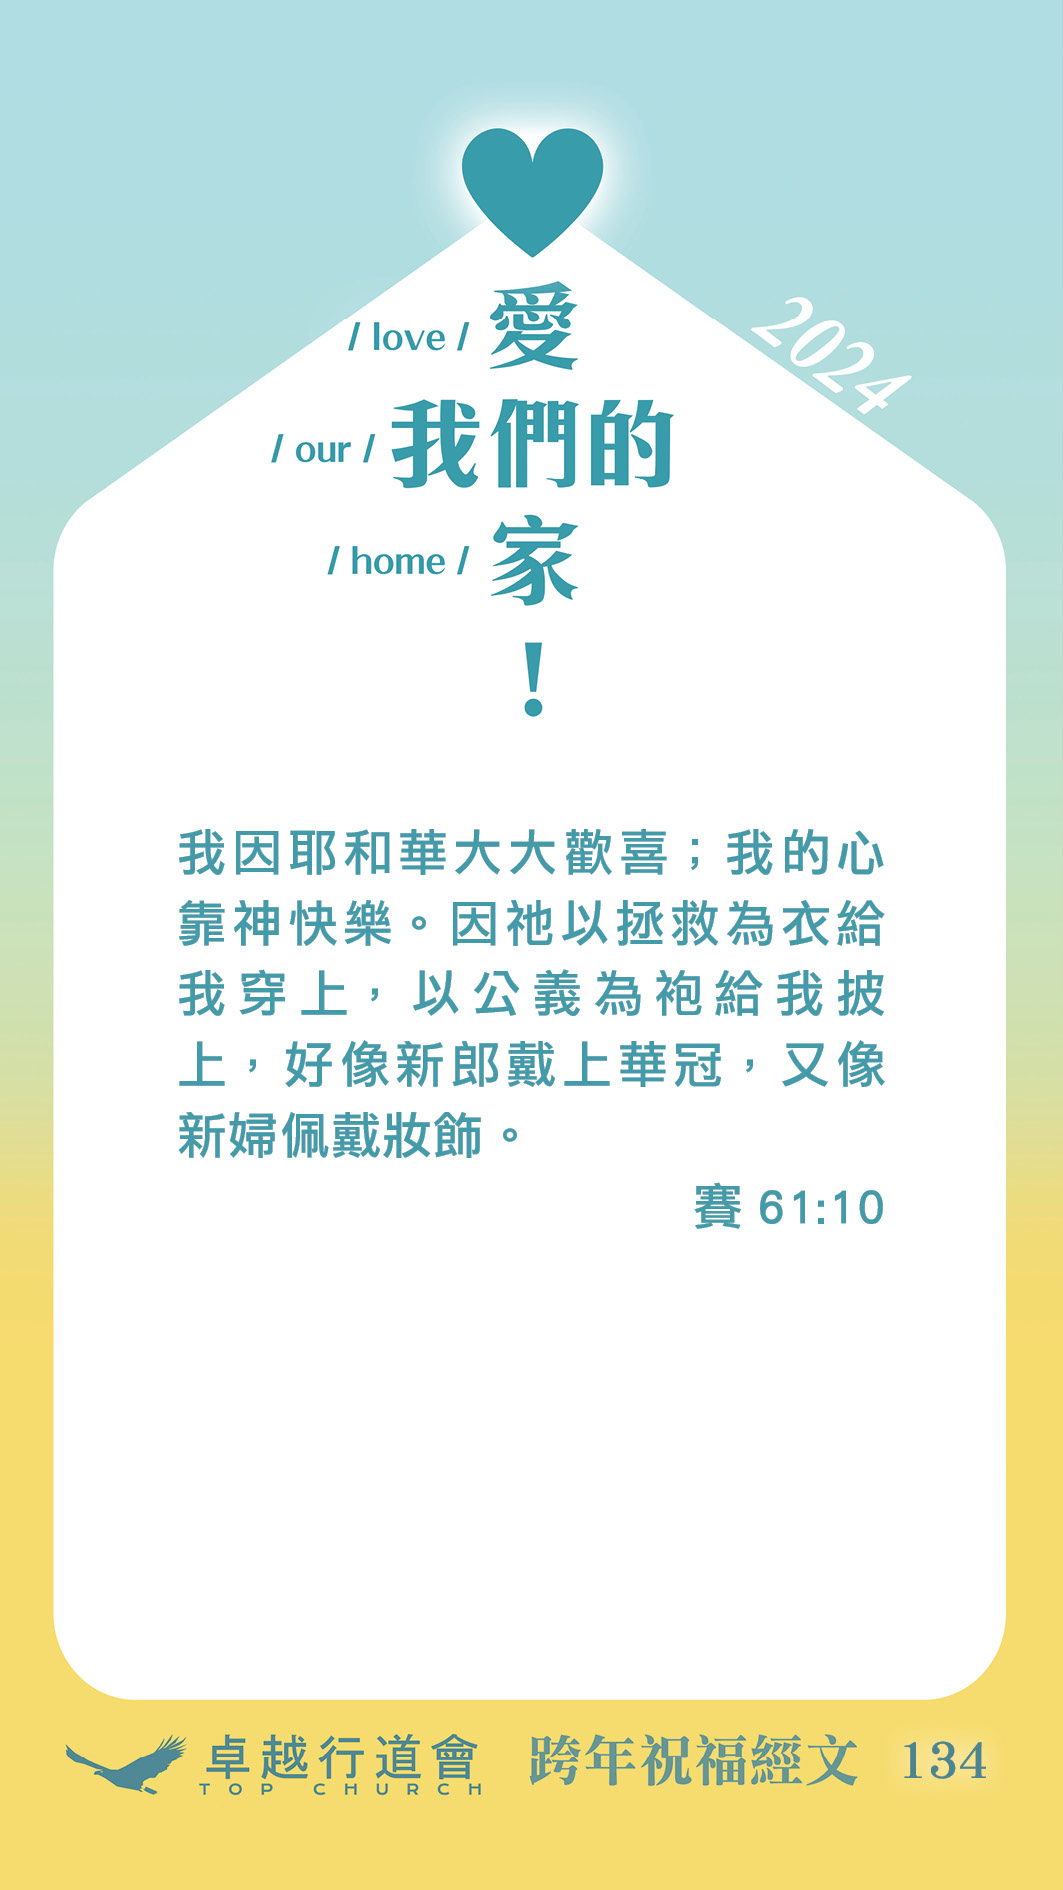 2024
/ love / 愛
/ our / 我們的
/ home / 家
！
我因耶和華大大歡喜；我的心
靠神快樂。因祂以拯救為衣給
我穿上，以公義為袍給我披
上，好像新郎戴上華冠，又像
新婦佩戴妝飾。
賽 61:10
卓越行道會 跨年祝福經文 134
TOP CHURCH